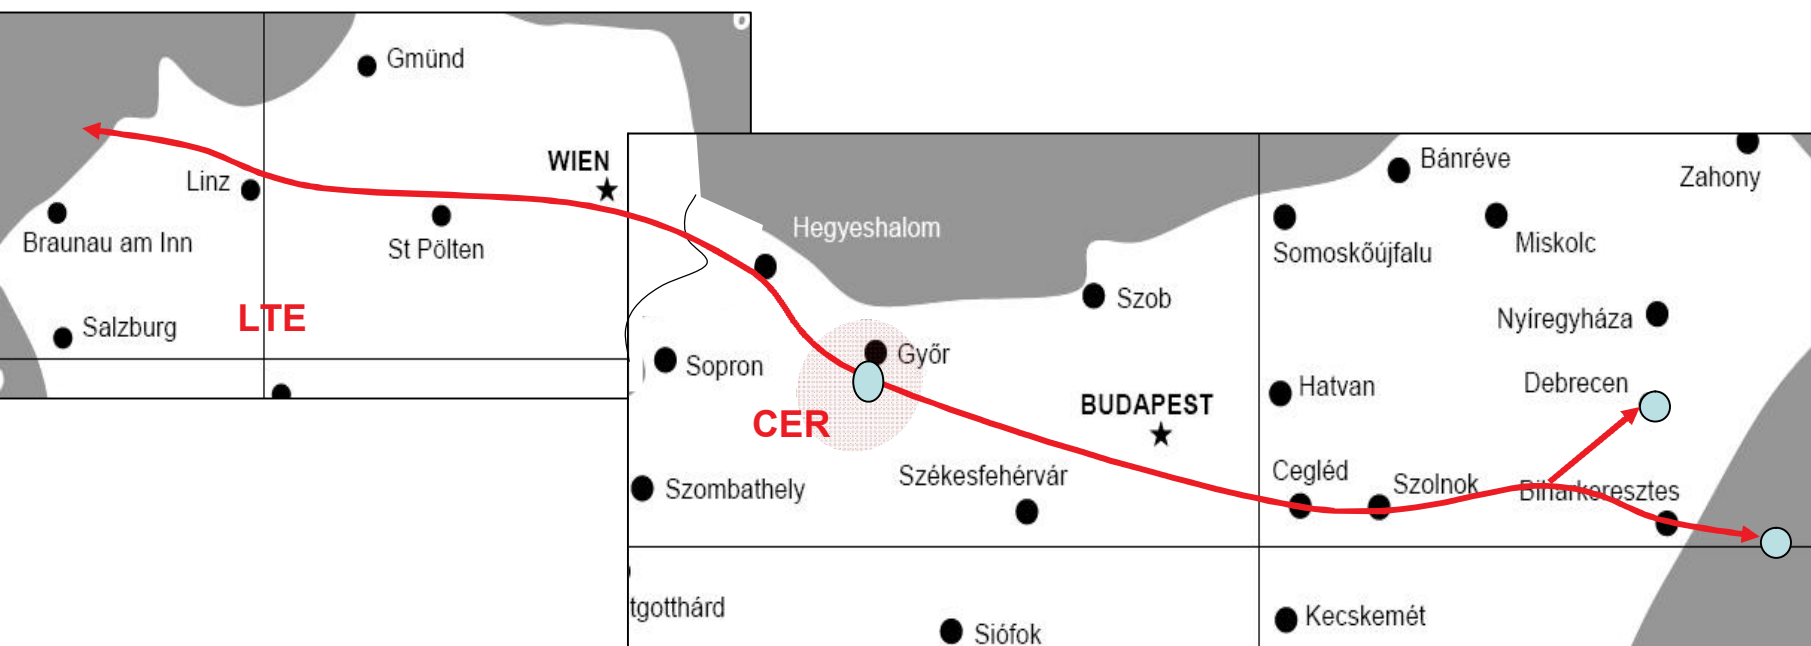 Gmünd
WIEN
Linz
Braunau am Inn
St Pölten
Salzburg
LTE
Hegyeshalom
Bánréve
Zahony
Somoskőújfalu
Miskolc
Szob
Nyíregyháza
Győr
Sopron
Hatvan
Debrecen
CER
BUDAPEST
Székesfehérvár
Cegléd
Szolnok
Biharkeresztes
Szombathely
tgotthárd
Siófok
Kecskemét